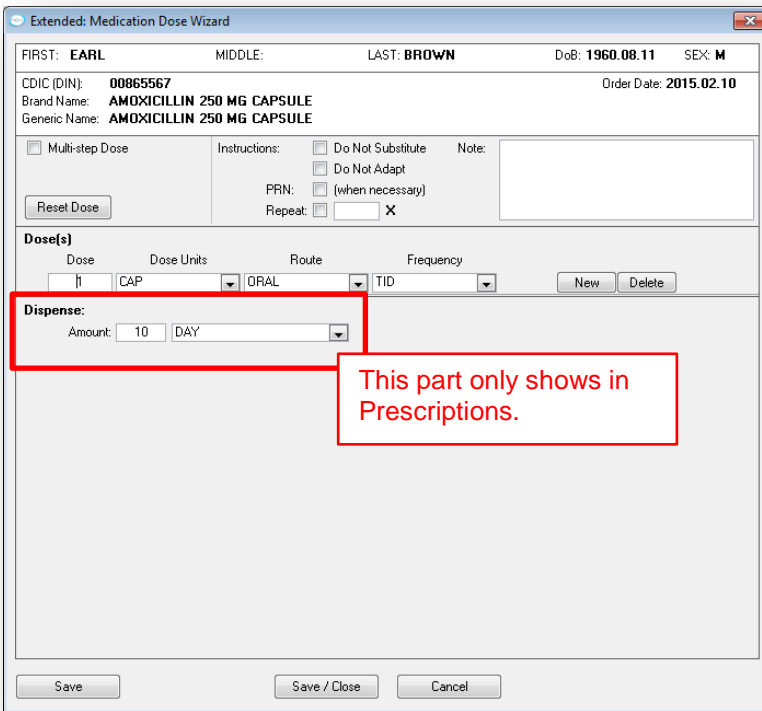 Extended: Medication Dose Wizard
FIRST: EARL MIDDLE: LAST: BROWN DoB: 1960.08.11 SEX: M
CDIC (DIN): 00865567 Order Date: 2015.02.10
Brand Name: AMOXICILLIN 250 MG CAPSULE
Generic Name: AMOXICILLIN 250 MG CAPSULE
Multi-step Dose Instructions: Do Not Substitute Note:
Do Not Adapt
PRN: (when necessary)
Reset Dose Repeat: X
Dose(s)
Dose Dose Units Route Frequency
1 CAP ORAL TID New Delete
Dispense:
Amount: 10 DAY
This part only shows in
Prescriptions.
Save Save / Close Cancel